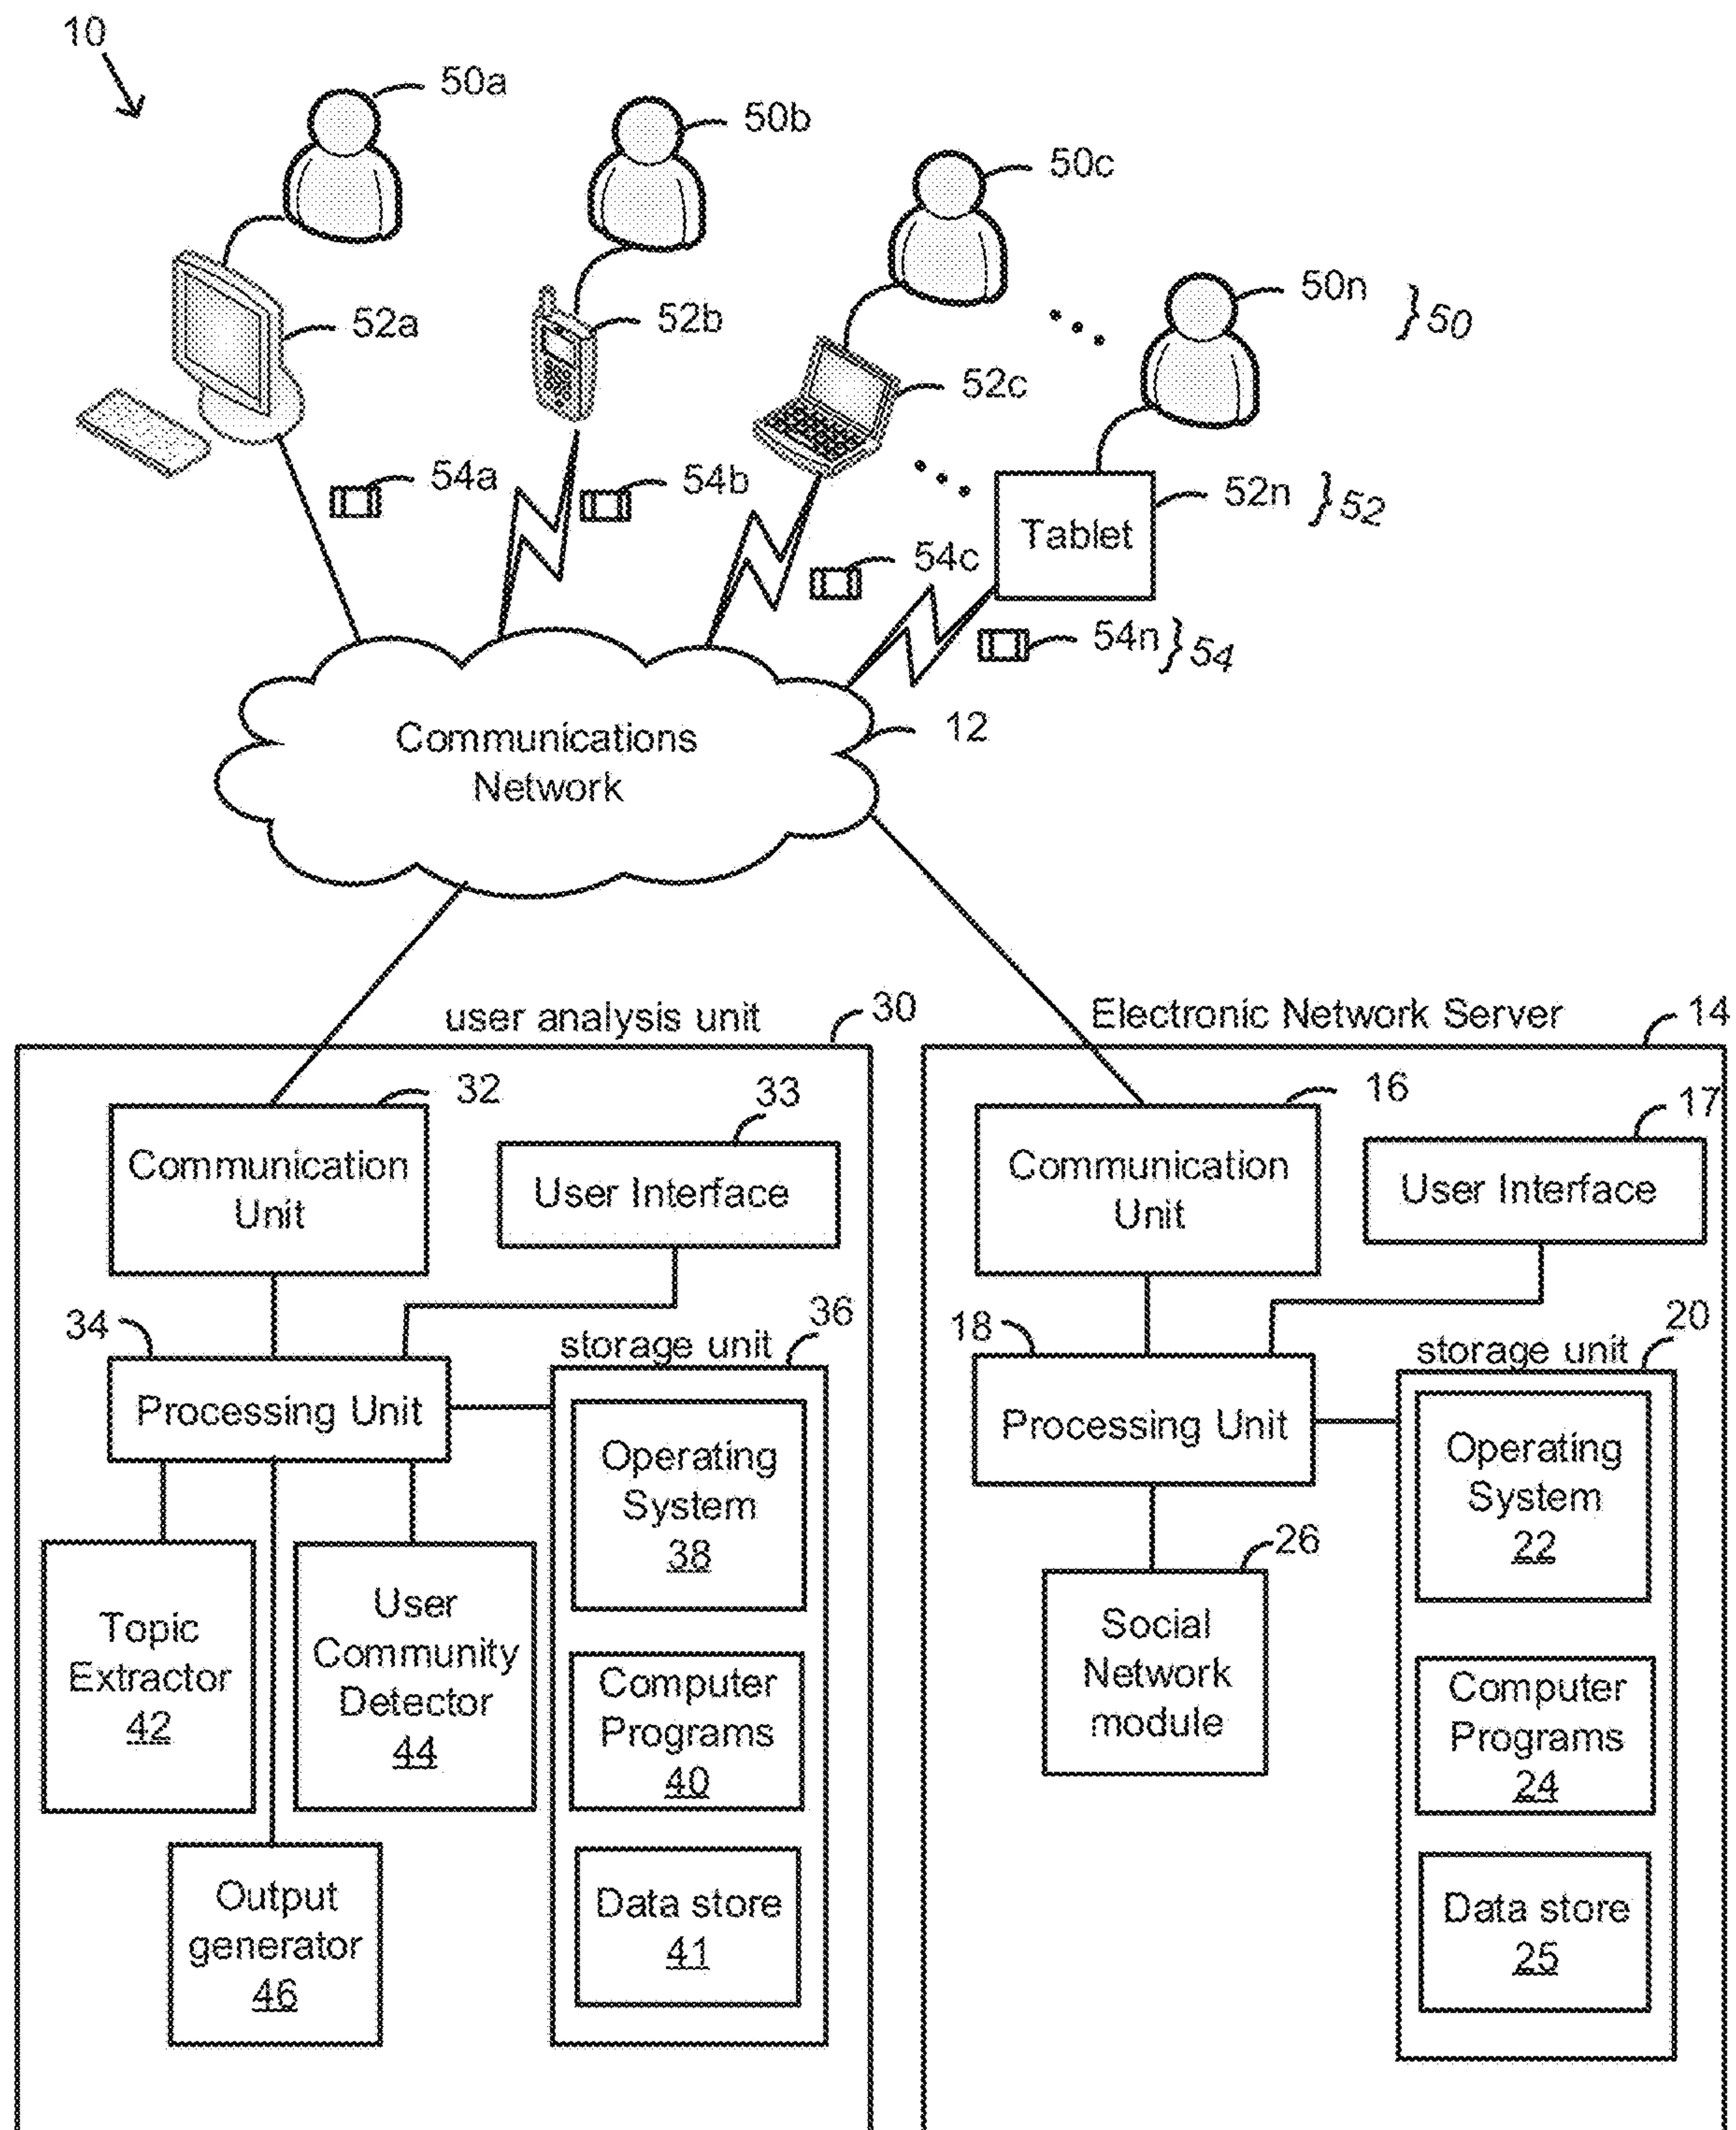 10
50a
50b
50c
50n
}50
52a
52b
52c
52n
}52
54a
54b
54c
54n
}54
Tablet
Communications
Network
12
user analysis unit
30
Communication
Unit
32
33
User Interface
34
Processing Unit
storage unit
36
Operating
System
38
Computer
Programs
40
Data store
41
Topic
Extractor
42
User
Community
Detector
44
Output
generator
46
Electronic Network Server
14
Communication
Unit
16
17
User Interface
18
Processing Unit
storage unit
20
Operating
System
22
Computer
Programs
24
Data store
25
26
Social
Network
module